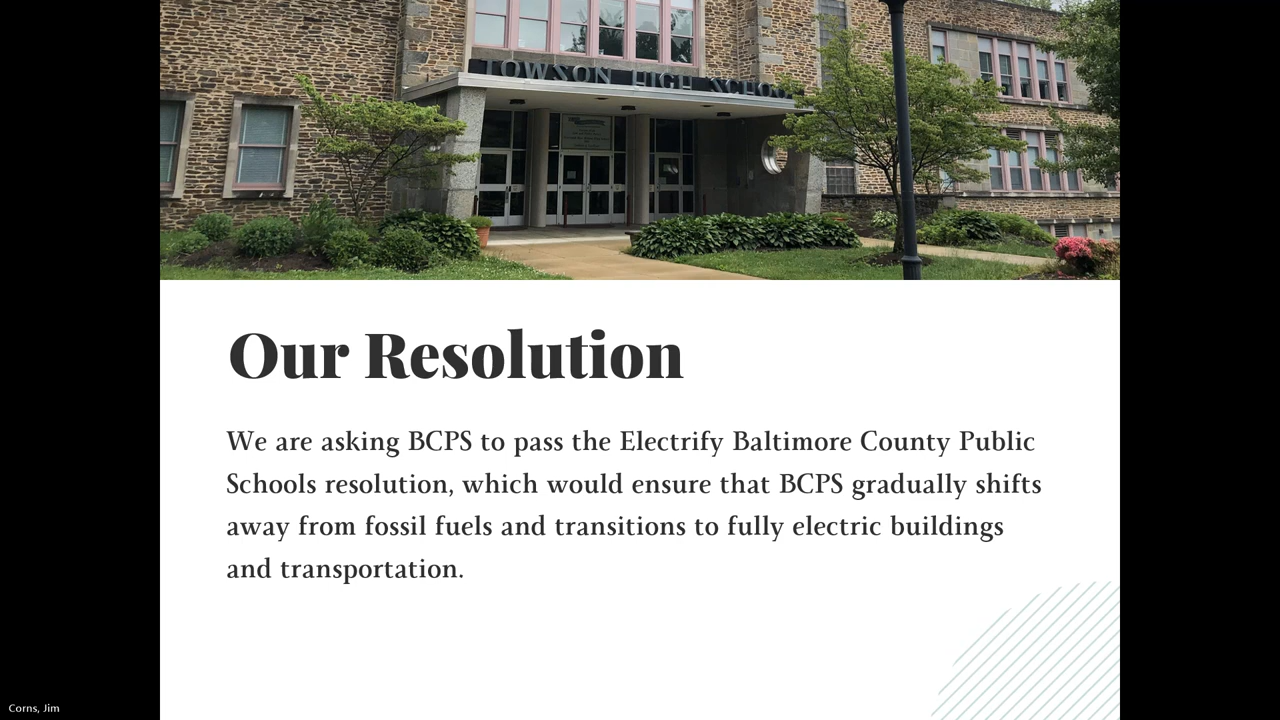 TOWSON HIGH SCHOOL
Our Resolution
We are asking BCPS to pass the Electrify Baltimore County Public
Schools resolution, which would ensure that BCPS gradually shifts
away from fossil fuels and transitions to fully electric buildings
and transportation.
Corns, Jim